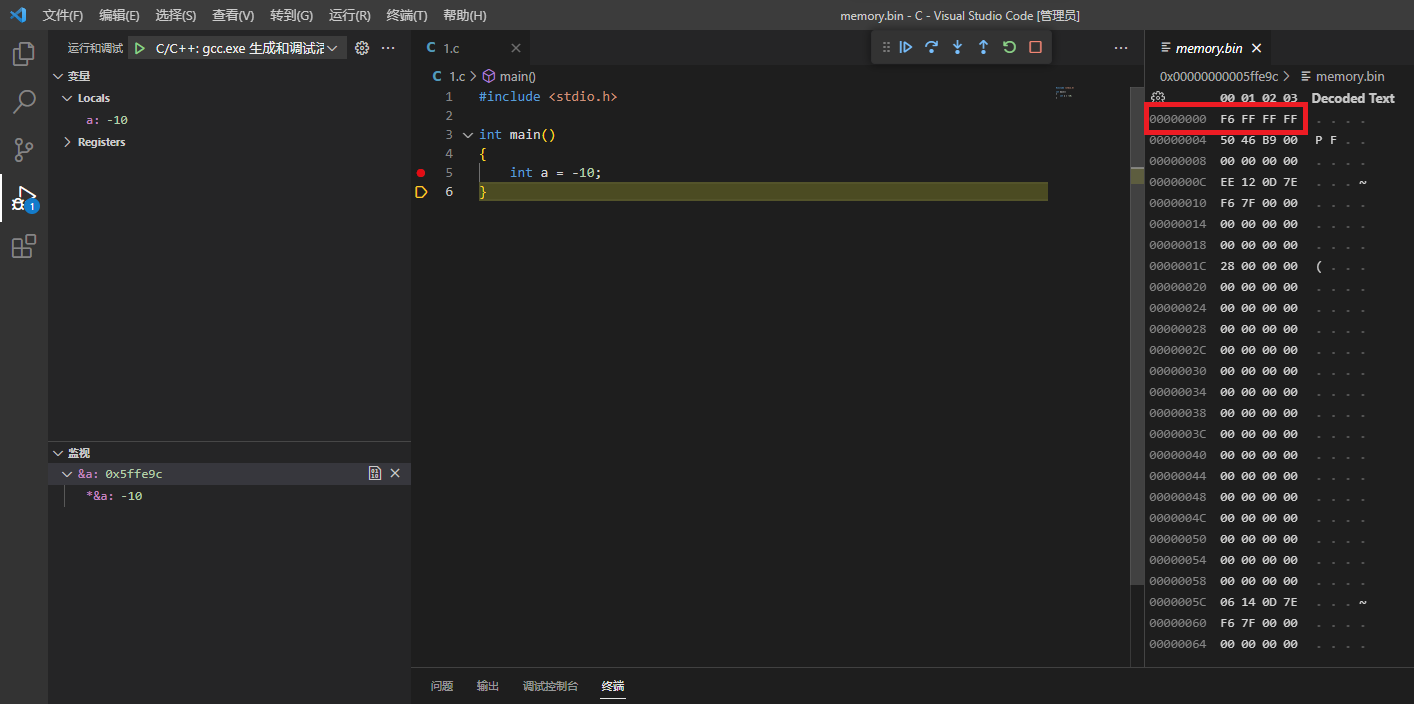 文件(F) 编辑(E) 选择(S) 查看(V) 转到(G) 运行(R) 终端(T) 帮助(H) memory.bin - C - Visual Studio Code [管理员]
运行和调试 C/C++: gcc.exe 生成和调试活
变量
Locals
a: -10
Registers
监视
&a: 0x5ffe9c
*&a: -10
1
C 1.c
C 1.c > main()
1 #include <stdio.h>
2
3 int main()
4 {
5 int a = -10;
6 }
memory.bin
0x00000000005ffe9c > memory.bin
00 01 02 03 Decoded Text
00000000 F6 FF FF FF . . . .
00000004 50 46 B9 00 P F . .
00000008 00 00 00 00 . . . .
0000000C EE 12 0D 7E . . . ~
00000010 F6 7F 00 00 . . . .
00000014 00 00 00 00 . . . .
00000018 00 00 00 00 . . . .
0000001C 28 00 00 00 ( . . .
00000020 00 00 00 00 . . . .
00000024 00 00 00 00 . . . .
00000028 00 00 00 00 . . . .
0000002C 00 00 00 00 . . . .
00000030 00 00 00 00 . . . .
00000034 00 00 00 00 . . . .
00000038 00 00 00 00 . . . .
0000003C 00 00 00 00 . . . .
00000040 00 00 00 00 . . . .
00000044 00 00 00 00 . . . .
00000048 00 00 00 00 . . . .
0000004C 00 00 00 00 . . . .
00000050 00 00 00 00 . . . .
00000054 00 00 00 00 . . . .
00000058 00 00 00 00 . . . .
0000005C 06 14 0D 7E . . . ~
00000060 F6 7F 00 00 . . . .
00000064 00 00 00 00 . . . .
问题 输出 调试控制台 终端